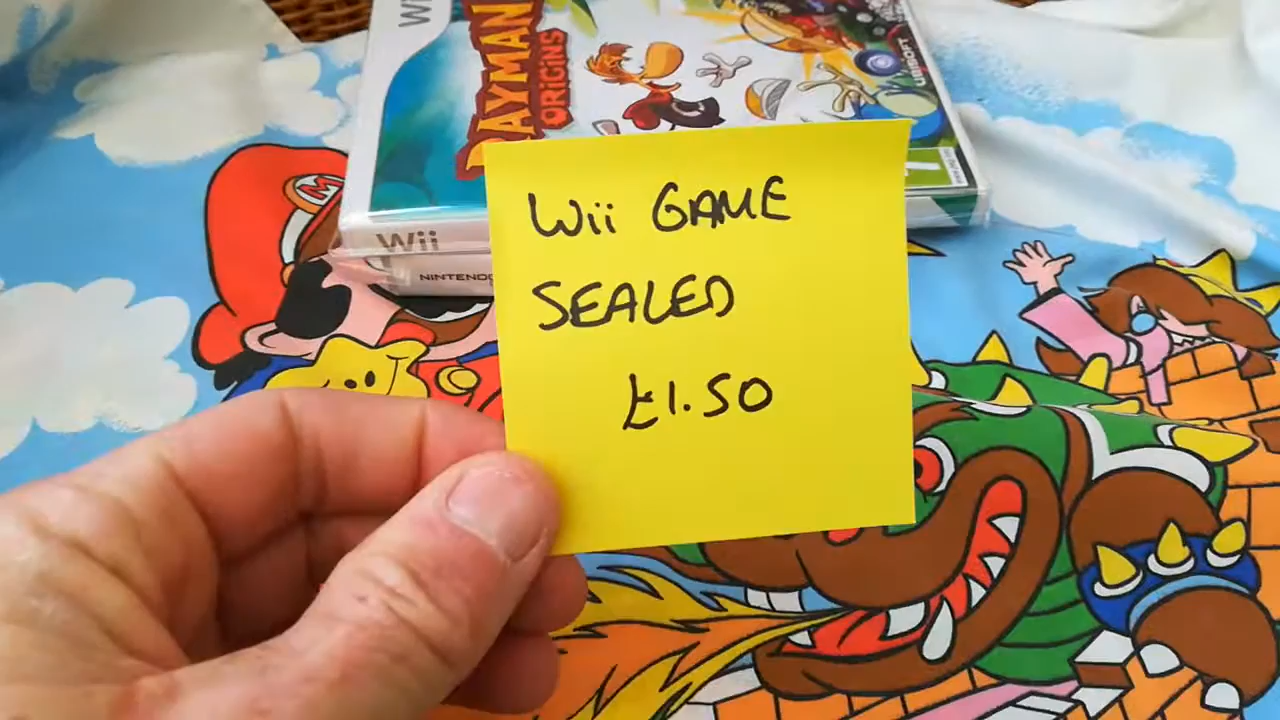 Wii
RAYMAN
ORIGINS
UBISOFT
Wii
NINTENDO
M
Wii GAME
SEALED
£1.50